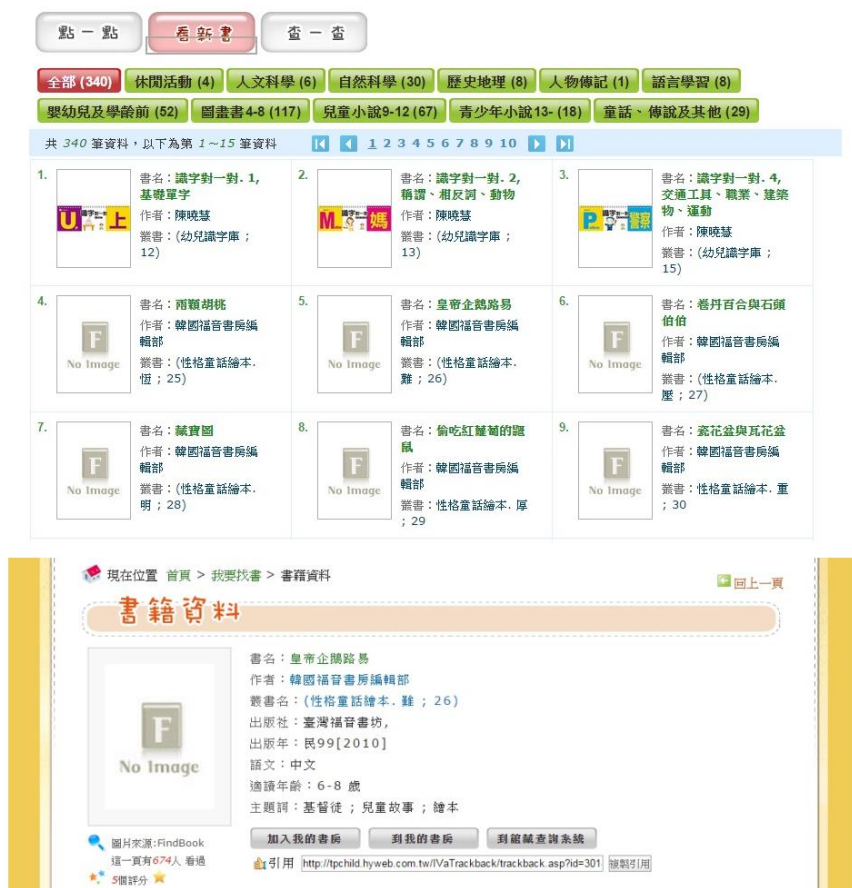 點一點 看新書 查一查
全部 (340) 休閒活動 (4) 人文科學 (6) 自然科學 (30) 歷史地理 (8) 人物傳記 (1) 語言學習 (8)
嬰幼兒及學齡前 (52) 圖畫書4-8 (117) 兒童小說9-12 (67) 青少年小說13- (18) 童話、傳說及其他 (29)
共 340 筆資料，以下為第 1~15 筆資料 1 2 3 4 5 6 7 8 9 10
1.
U 識字對一對 上
書名：識字對一對. 1,
基礎單字
作者：陳曉慧
叢書：(幼兒識字庫 ;
12)
2.
M 識字對一對 媽
書名：識字對一對. 2,
稱謂、相反詞、動物
作者：陳曉慧
叢書：(幼兒識字庫 ;
13)
3.
P 識字對一對 警察
書名：識字對一對. 4,
交通工具、職業、建築
物、運動
作者：陳曉慧
叢書：(幼兒識字庫 ;
15)
4.
F
No Image
書名：兩顆胡桃
作者：韓國福音書房編
輯部
叢書：(性格童話繪本.
恆 ; 25)
5.
F
No Image
書名：皇帝企鵝路易
作者：韓國福音書房編
輯部
叢書：(性格童話繪本.
難 ; 26)
6.
F
No Image
書名：卷丹百合與石頭
伯伯
作者：韓國福音書房編
輯部
叢書：(性格童話繪本.
壓 ; 27)
7.
F
No Image
書名：藏寶圖
作者：韓國福音書房編
輯部
叢書：(性格童話繪本.
明 ; 28)
8.
F
No Image
書名：偷吃紅蘿蔔的鼴
鼠
作者：韓國福音書房編
輯部
叢書：性格童話繪本. 厚
; 29
9.
F
No Image
書名：瓷花盆與瓦花盆
作者：韓國福音書房編
輯部
叢書：性格童話繪本. 重
; 30
現在位置 首頁 > 我要找書 > 書籍資料
回上一頁
書籍資料
F
No Image
書名：皇帝企鵝路易
作者：韓國福音書房編輯部
叢書名：(性格童話繪本. 難 ; 26)
出版社：臺灣福音書坊,
出版年：民99[2010]
語文：中文
適讀年齡：6-8 歲
主題詞：基督徒 ; 兒童故事 ; 繪本
加入我的書房 到我的書房 到館藏查詢系統
引用 http://tpchild.hyweb.com.tw/IVaTrackback/trackback.asp?id=301 複製引用
圖片來源:FindBook
這一頁有674人 看過
5個評分